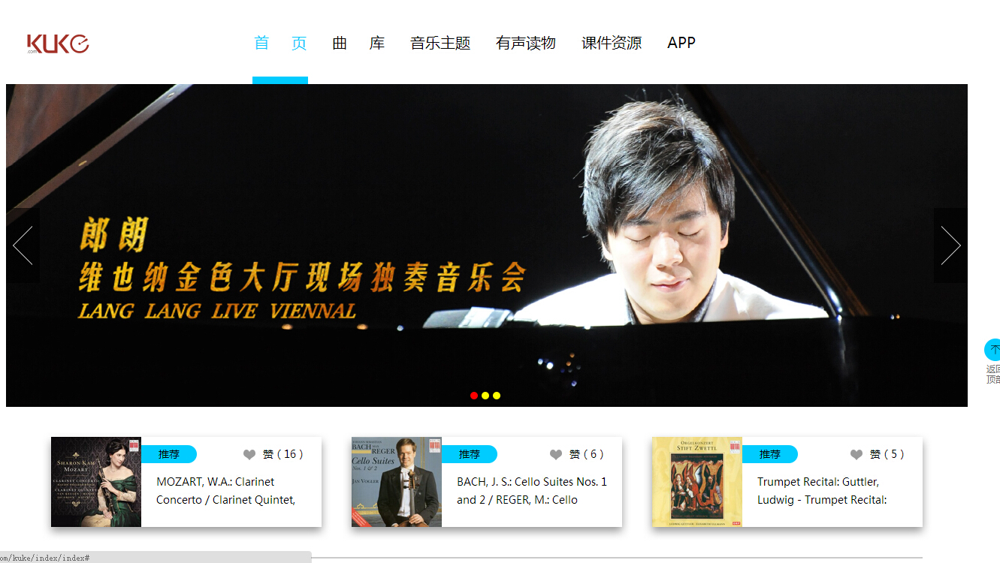 KUKE
.com
首 页 曲 库 音乐主题 有声读物 课件资源 APP
郎朗
维也纳金色大厅现场独奏音乐会
LANG LANG LIVE VIENNAL
返回
顶部
SHARON KAM
MOZART
CLARINET CONCERTO
CLARINET QUINTET
推荐 赞 ( 16 )
MOZART, W.A.: Clarinet
Concerto / Clarinet Quintet,
BACH MAX REGER
Cello Suites
Nos. 1 & 2
JAN VOGLER
推荐 赞 ( 6 )
BACH, J. S.: Cello Suites Nos. 1
and 2 / REGER, M.: Cello
ORGELKONZERT
STIFT ZWETTL
推荐 赞 ( 5 )
Trumpet Recital: Guttler,
Ludwig - Trumpet Recital:
om/kuke/index/index#